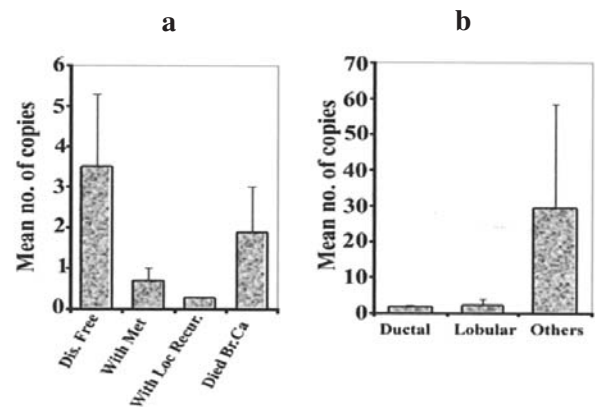 a
Mean no. of copies
6
5
4
3
2
1
0
Dis. Free
With Met
With Loc Recur.
Died Br.Ca
b
Mean no. of copies
70
60
50
40
30
20
10
0
Ductal
Lobular
Others